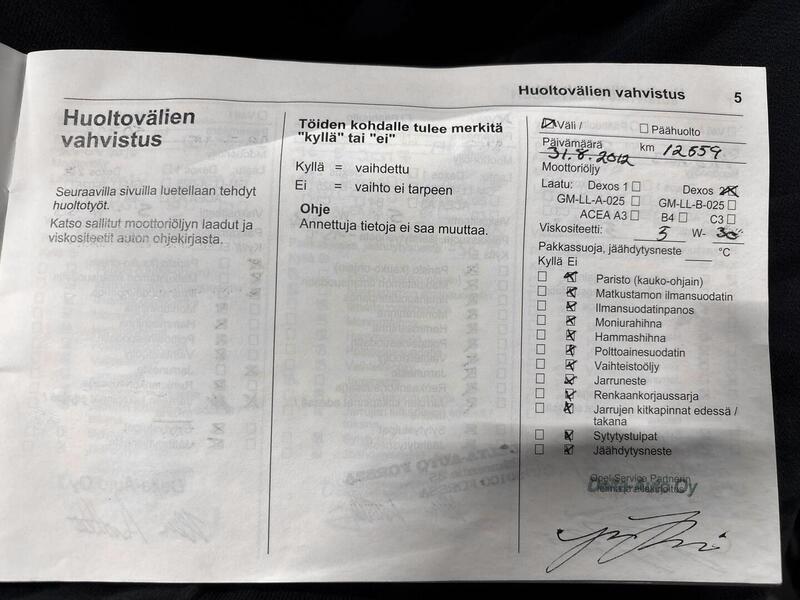 Huoltovälien vahvistus 5
Huoltovälien
vahvistus
Seuraavilla sivuilla luetellaan tehdyt
huoltotyöt.
Katso sallitut moottoriöljyn laadut ja
viskositeetit auton ohjekirjasta.
Töiden kohdalle tulee merkitä
"kyllä" tai "ei"
Kyllä = vaihdettu
Ei = vaihto ei tarpeen
Ohje
Annettuja tietoja ei saa muuttaa.
Väli / Päähuolto
Päivämäärä km 12659
31.8.2012
Moottoriöljy
Laatu: Dexos 1 Dexos 2
GM-LL-A-025 GM-LL-B-025
ACEA A3 B4 C3
Viskositeetti: 5 W- 30
Pakkassuoja, jäähdytysneste °C
Kyllä Ei
Paristo (kauko-ohjain)
Matkustamon ilmansuodatin
Ilmansuodatinpanos
Moniurahihna
Hammashihna
Polttoainesuodatin
Vaihteistoöljy
Jarruneste
Renkaankorjaussarja
Jarrujen kitkapinnat edessä /
takana
Sytytystulpat
Jäähdytysneste
Opel Service Partnerin
Delta-Auto Oy